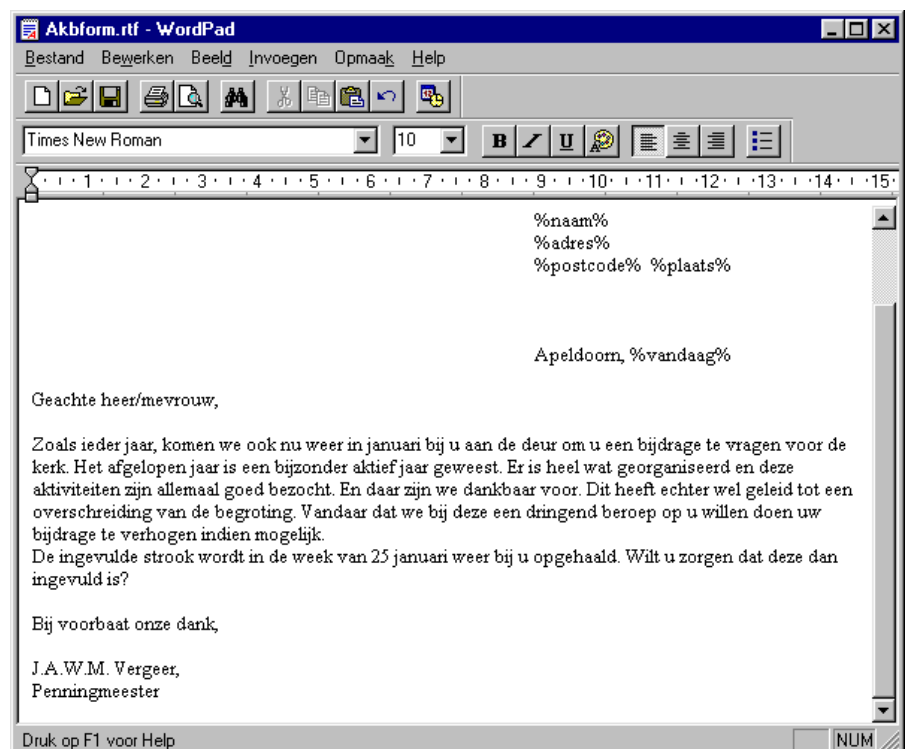 Akbform.rtf - WordPad
Bestand Bewerken Beeld Invoegen Opmaak Help
Times New Roman 10 B I U
1 2 3 4 5 6 7 8 9 10 11 12 13 14 15
%naam%
%adres%
%postcode% %plaats%
Apeldoorn, %vandaag%
Geachte heer/mevrouw,
Zoals ieder jaar, komen we ook nu weer in januari bij u aan de deur om u een bijdrage te vragen voor de
kerk. Het afgelopen jaar is een bijzonder aktief jaar geweest. Er is heel wat georganiseerd en deze
aktiviteiten zijn allemaal goed bezocht. En daar zijn we dankbaar voor. Dit heeft echter wel geleid tot een
overschreiding van de begroting. Vandaar dat we bij deze een dringend beroep op u willen doen uw
bijdrage te verhogen indien mogelijk.
De ingevulde strook wordt in de week van 25 januari weer bij u opgehaald. Wilt u zorgen dat deze dan
ingevuld is?
Bij voorbaat onze dank,
J.A.W.M. Vergeer,
Penningmeester
Druk op F1 voor Help NUM